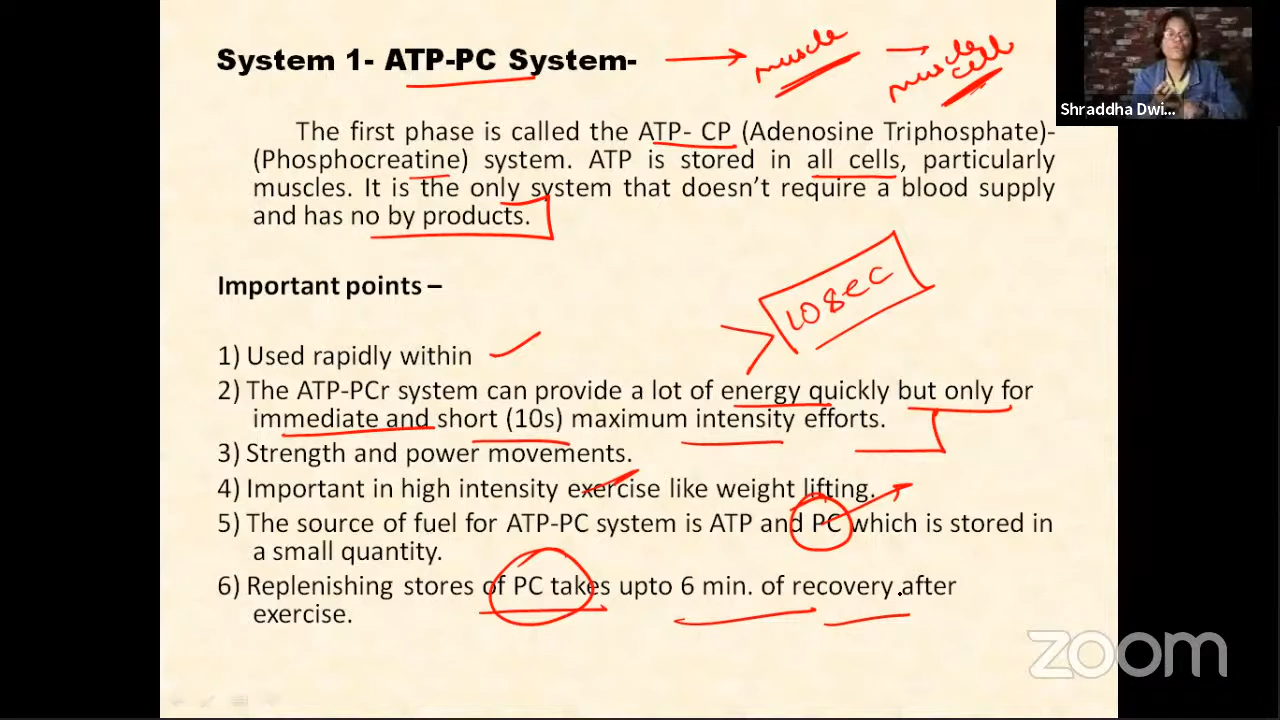 System 1- ATP-PC System-
muscle
muscle
cell
Shraddha Dwi...
The first phase is called the ATP- CP (Adenosine Triphosphate)-
(Phosphocreatine) system. ATP is stored in all cells, particularly
muscles. It is the only system that doesn't require a blood supply
and has no by products.
Important points –
10sec
1) Used rapidly within
2) The ATP-PCr system can provide a lot of energy quickly but only for
immediate and short (10s) maximum intensity efforts.
3) Strength and power movements.
4) Important in high intensity exercise like weight lifting.
5) The source of fuel for ATP-PC system is ATP and PC which is stored in
a small quantity.
6) Replenishing stores of PC takes upto 6 min. of recovery after
exercise.
zoom